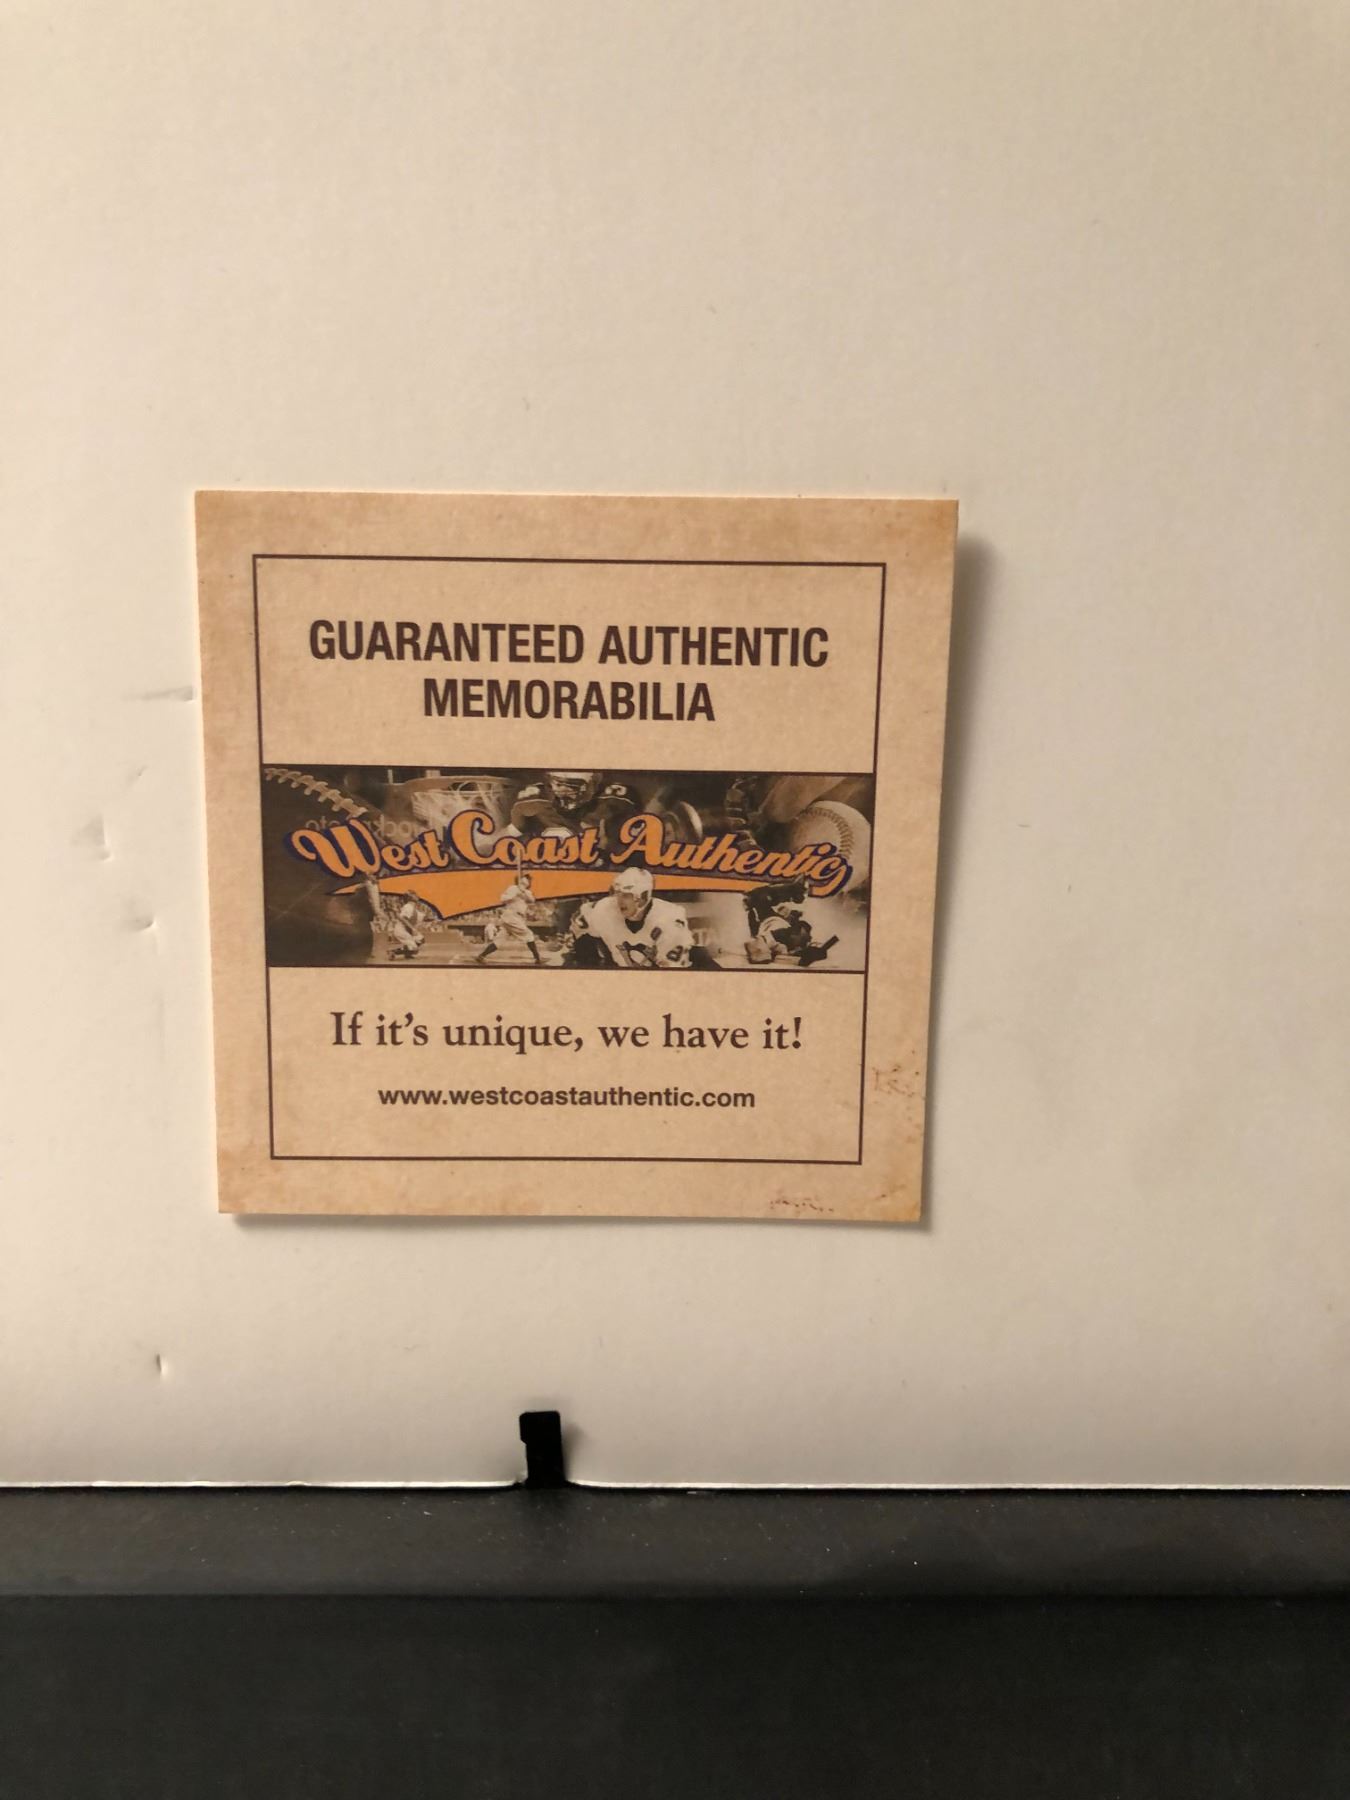 GUARANTEED AUTHENTIC
MEMORABILIA
West Coast Authentic
If it's unique, we have it!
www.westcoastauthentic.com